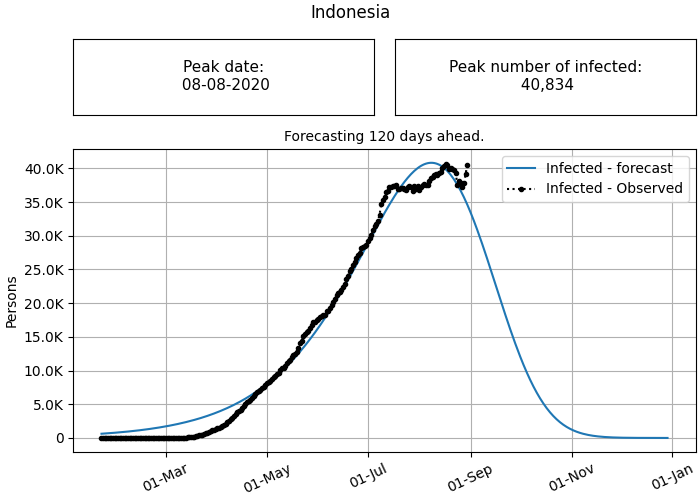 Indonesia
Peak date:
08-08-2020
Peak number of infected:
40,834
Forecasting 120 days ahead.
Infected - forecast
Infected - Observed
Persons
40.0K
35.0K
30.0K
25.0K
20.0K
15.0K
10.0K
5.0K
0
01-Mar
01-May
01-Jul
01-Sep
01-Nov
01-Jan